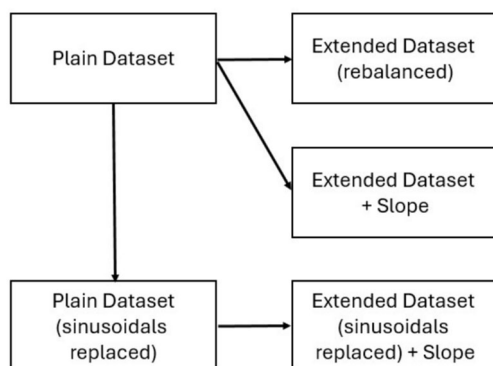 Plain Dataset
Extended Dataset
(rebalanced)
Extended Dataset
+ Slope
Plain Dataset
(sinusoidals
replaced)
Extended Dataset
(sinusoidals
replaced) + Slope